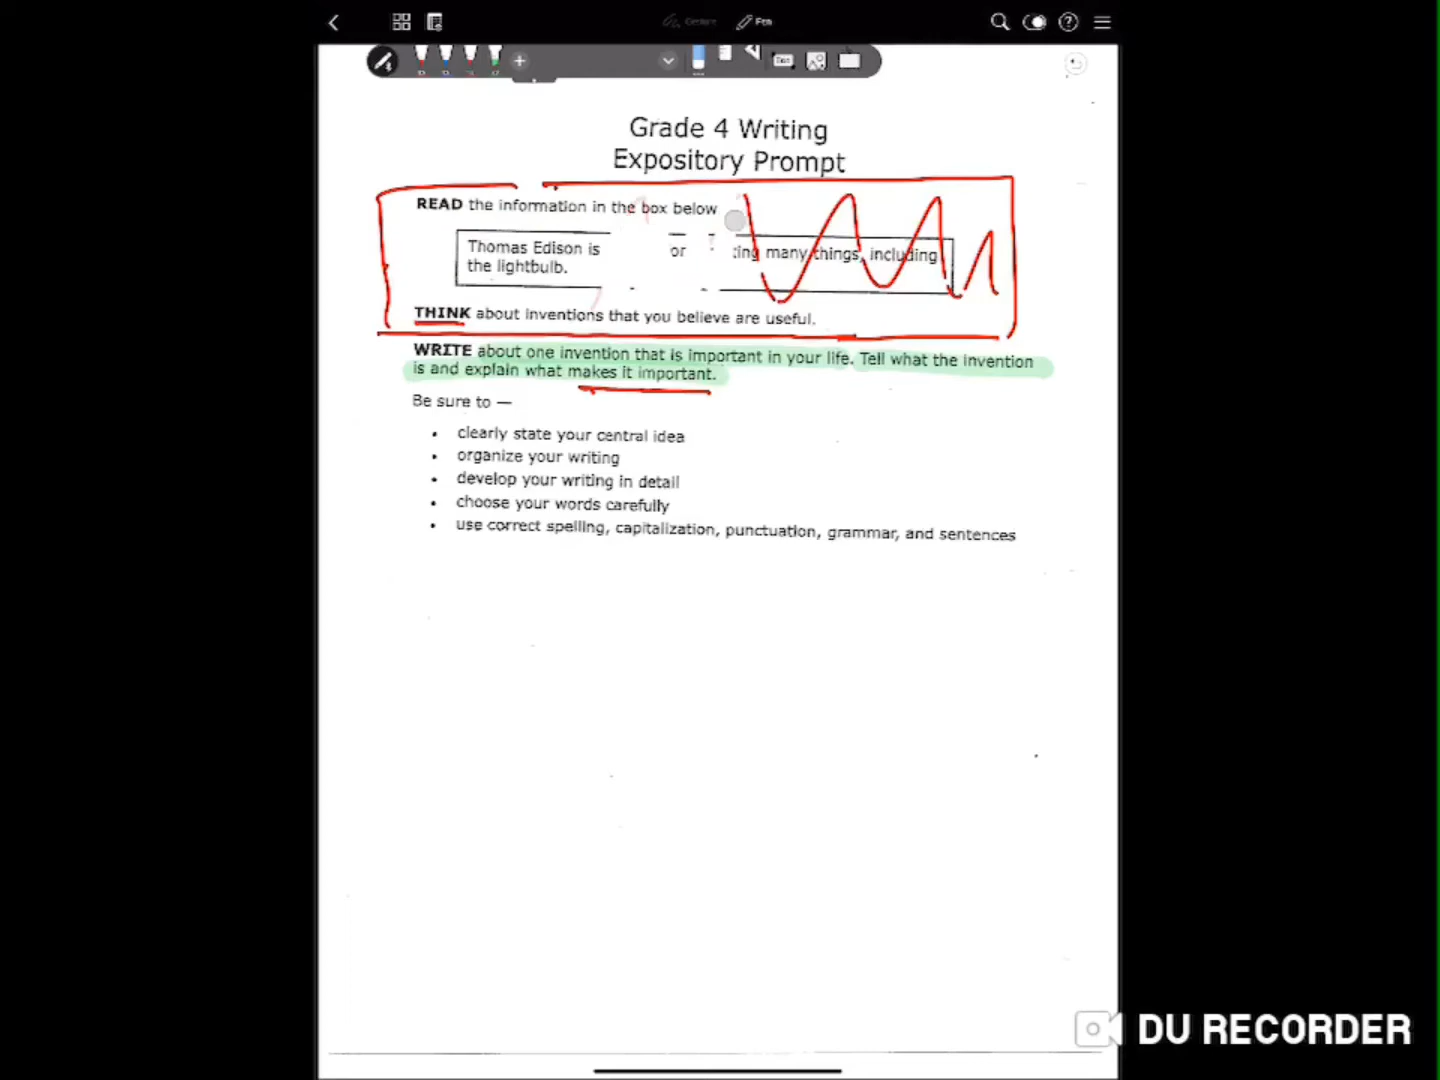 Gesture
Pen
Text
Grade 4 Writing
Expository Prompt
READ the information in the box below
Thomas Edison is or ing many things, including
the lightbulb.
THINK about inventions that you believe are useful.
WRITE about one invention that is important in your life. Tell what the invention
is and explain what makes it important.
Be sure to —
• clearly state your central idea
• organize your writing
• develop your writing in detail
• choose your words carefully
• use correct spelling, capitalization, punctuation, grammar, and sentences
DU RECORDER